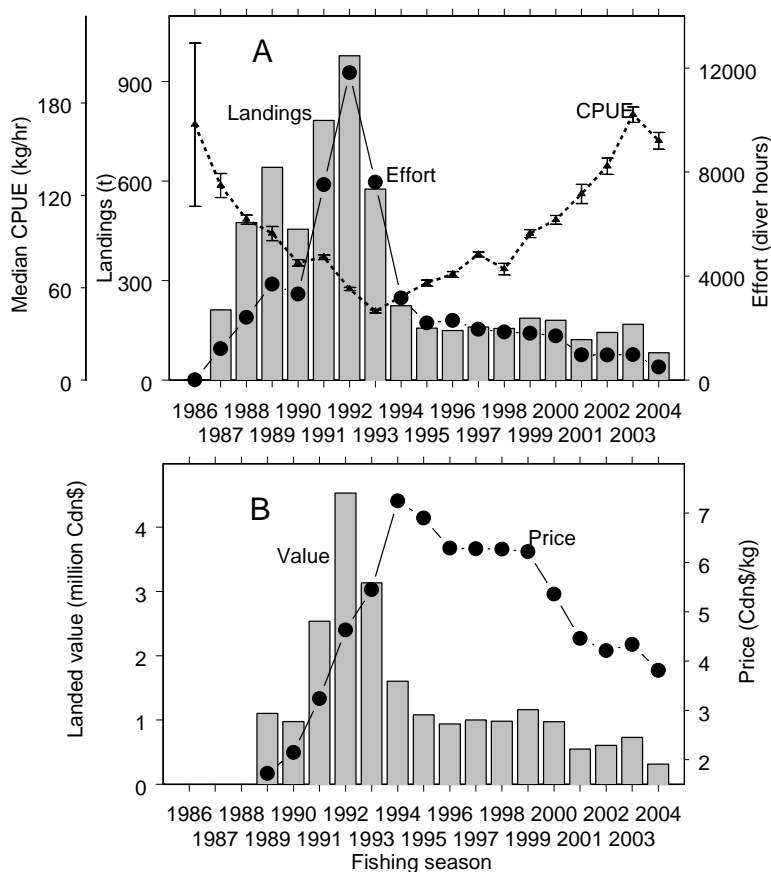 A
Landings
CPUE
Effort
Median CPUE (kg/hr)
0
60
120
180
Landings (t)
0
300
600
900
Effort (diver hours)
0
4000
8000
12000
1986 1988 1990 1992 1994 1996 1998 2000 2002 2004
1987 1989 1991 1993 1995 1997 1999 2001 2003
B
Value
Price
Landed value (million Cdn$)
0
1
2
3
4
Price (Cdn$/kg)
2
3
4
5
6
7
1986 1988 1990 1992 1994 1996 1998 2000 2002 2004
1987 1989 1991 1993 1995 1997 1999 2001 2003
Fishing season